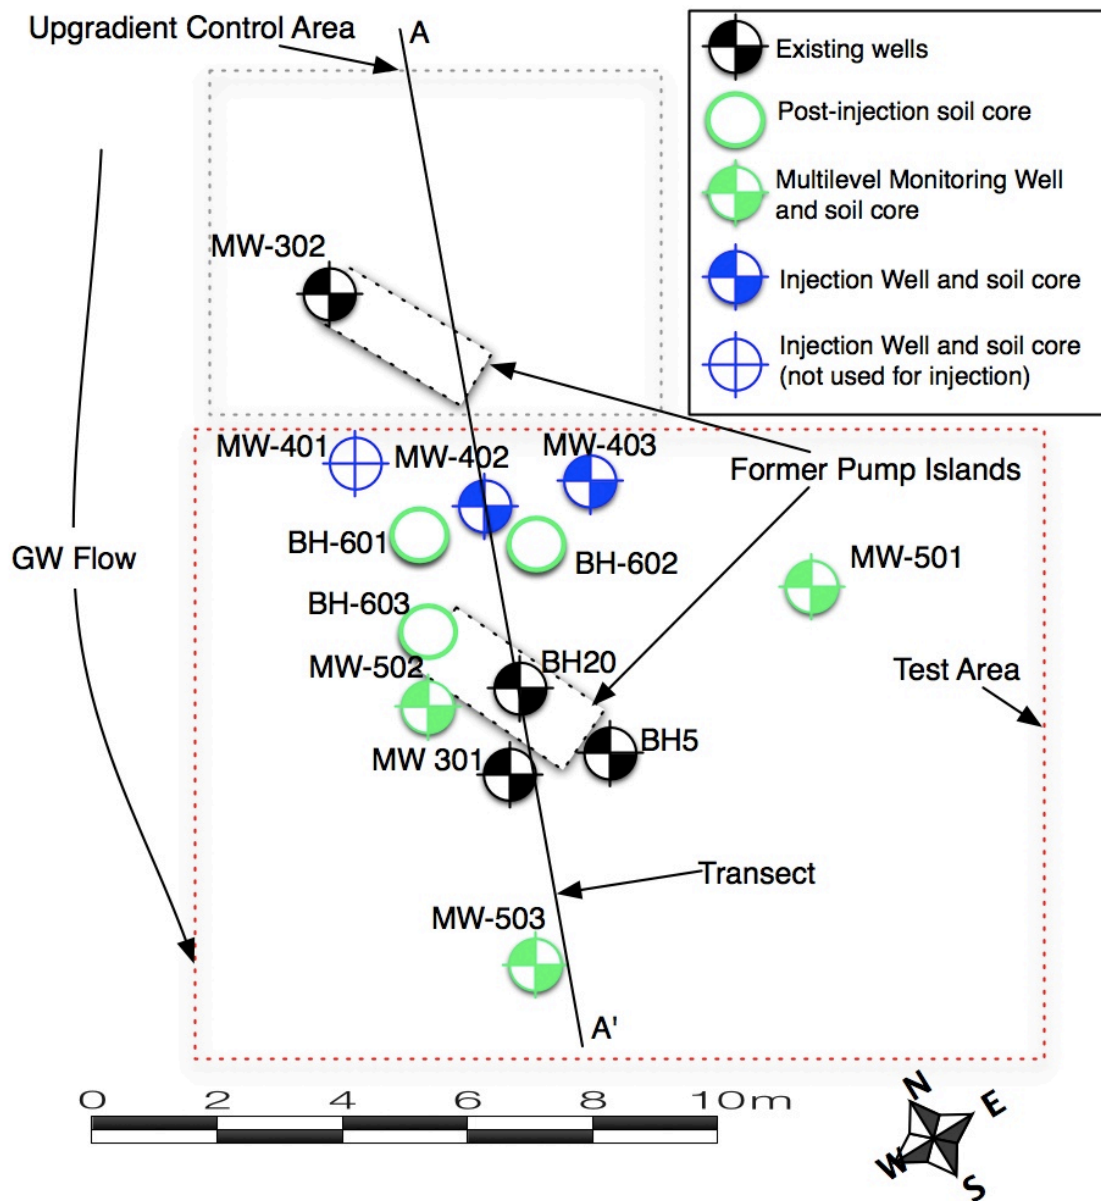 Upgradient Control Area
A
Existing wells
Post-injection soil core
Multilevel Monitoring Well
and soil core
Injection Well and soil core
Injection Well and soil core
(not used for injection)
MW-302
MW-401
MW-402
MW-403
Former Pump Islands
GW Flow
BH-601
BH-602
MW-501
BH-603
MW-502
BH20
Test Area
MW 301
BH5
Transect
MW-503
A'
0 2 4 6 8 10m
N
E
W
S